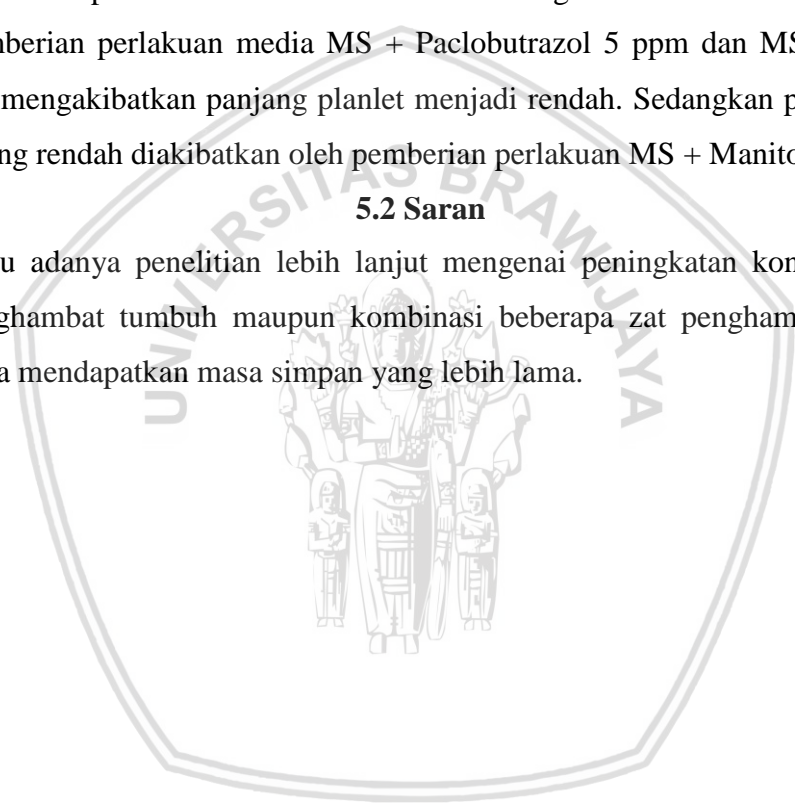 mberian perlakuan media MS + Paclobutrazol 5 ppm dan MS
mengakibatkan panjang planlet menjadi rendah. Sedangkan p
ng rendah diakibatkan oleh pemberian perlakuan MS + Manito
5.2 Saran
u adanya penelitian lebih lanjut mengenai peningkatan kon
ghambat tumbuh maupun kombinasi beberapa zat pengham
a mendapatkan masa simpan yang lebih lama.
UNIVERSITAS BRAWIJAYA